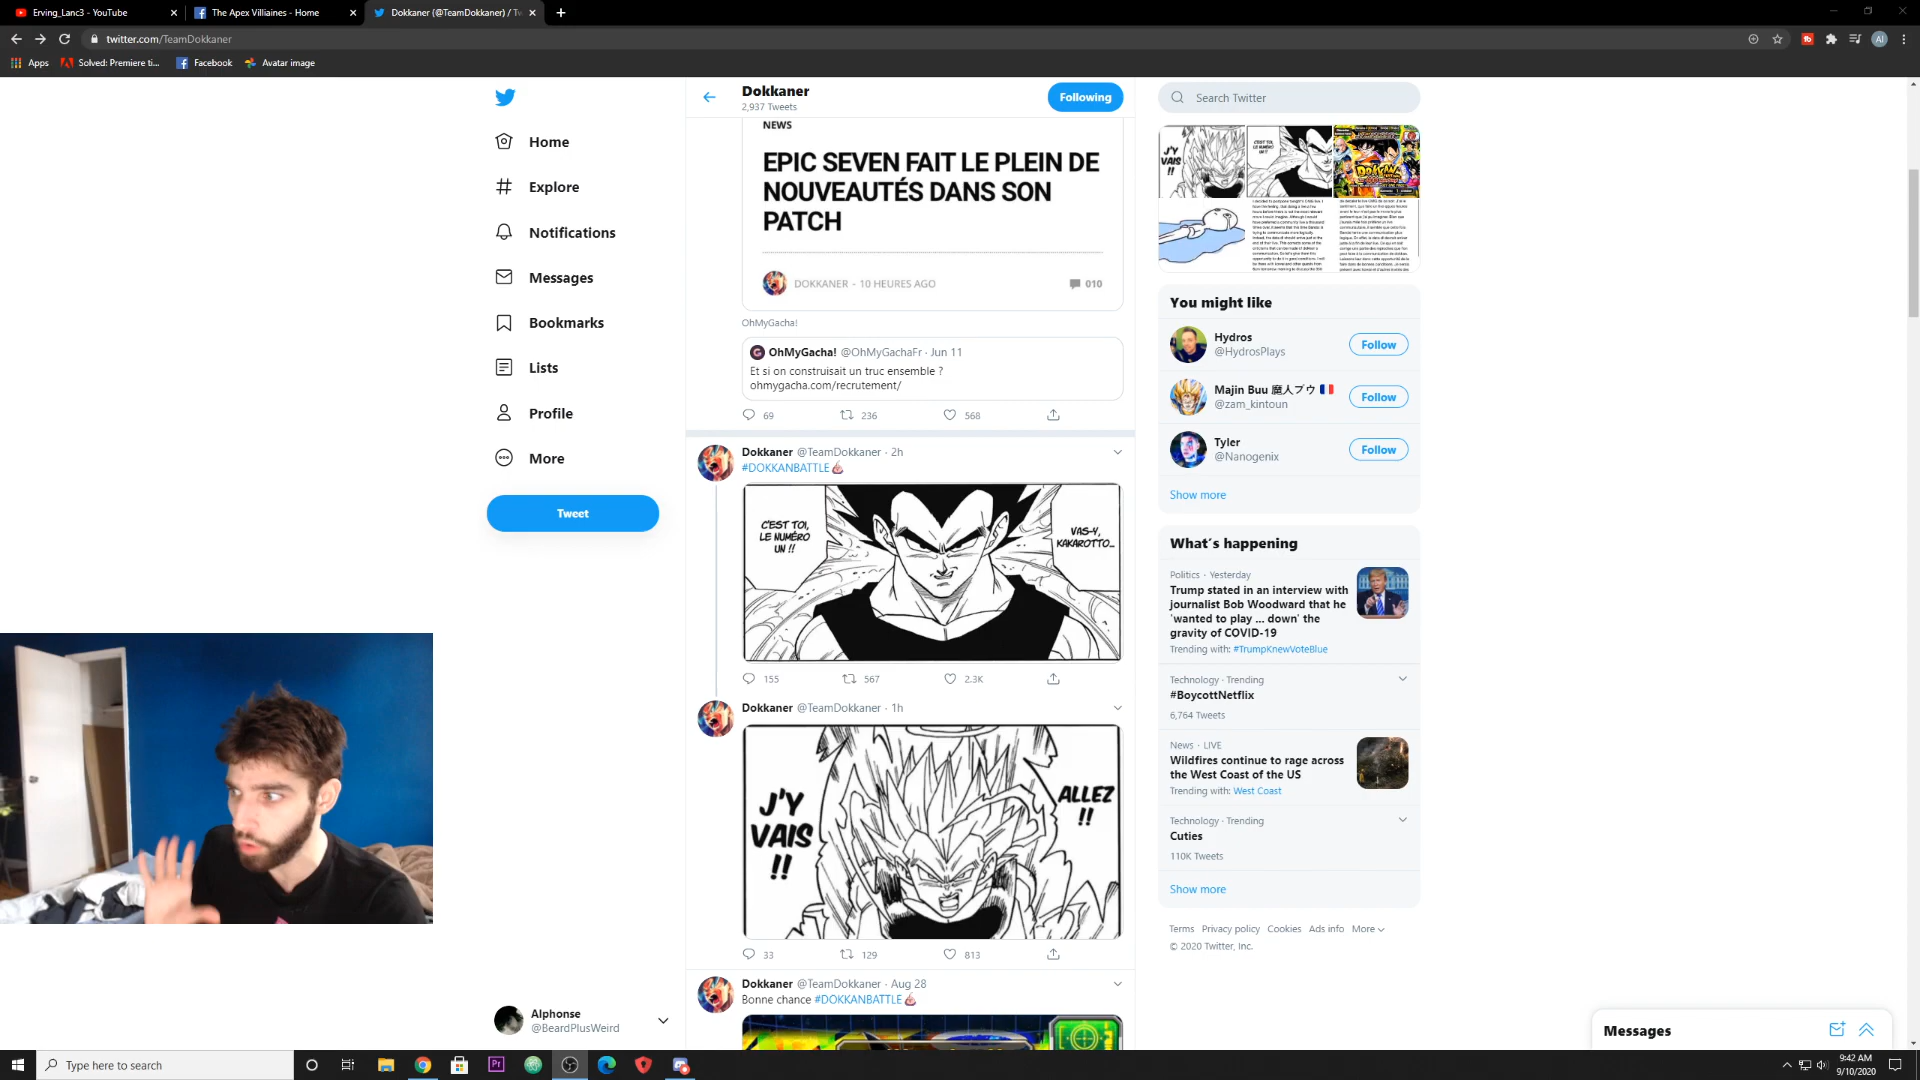 Erving_Lanc3 - YouTube
The Apex Villiaines - Home
Dokkaner (@TeamDokkaner) / Tw
twitter.com/TeamDokkaner
Apps
Solved: Premiere ti...
Facebook
Avatar image
Home
Explore
Notifications
Messages
Bookmarks
Lists
Profile
More
Tweet
Alphonse
@BeardPlusWeird
Dokkaner
2,937 Tweets
Following
NEWS
EPIC SEVEN FAIT LE PLEIN DE
NOUVEAUTÉS DANS SON
PATCH
DOKKANER - 10 HEURES AGO
010
OhMyGacha!
OhMyGacha! @OhMyGachaFr · Jun 11
Et si on construisait un truc ensemble ?
ohmygacha.com/recrutement/
69 236 568
Dokkaner @TeamDokkaner · 2h
#DOKKANBATTLE
C'EST TOI,
LE NUMÉRO
UN !!
VAS-Y,
KAKAROTTO...
155 567 2.3K
Dokkaner @TeamDokkaner · 1h
J'Y
VAIS
!!
ALLEZ
!!
33 129 813
Dokkaner @TeamDokkaner · Aug 28
Bonne chance #DOKKANBATTLE
Search Twitter
J'Y
VAIS
!!
C'EST TOI,
LE NUMÉRO
UN !!
DOKKAN
You might like
Hydros
@HydrosPlays
Follow
Majin Buu 魔人ブウ
@zam_kintoun
Follow
Tyler
@Nanogenix
Follow
Show more
What's happening
Politics · Yesterday
Trump stated in an interview with
journalist Bob Woodward that he
'wanted to play ... down' the
gravity of COVID-19
Trending with: #TrumpKnewVoteBlue
Technology · Trending
#BoycottNetflix
6,764 Tweets
News · LIVE
Wildfires continue to rage across
the West Coast of the US
Trending with: West Coast
Technology · Trending
Cuties
110K Tweets
Show more
Terms Privacy policy Cookies Ads info More
© 2020 Twitter, Inc.
Messages
Type here to search
9:42 AM
9/10/2020